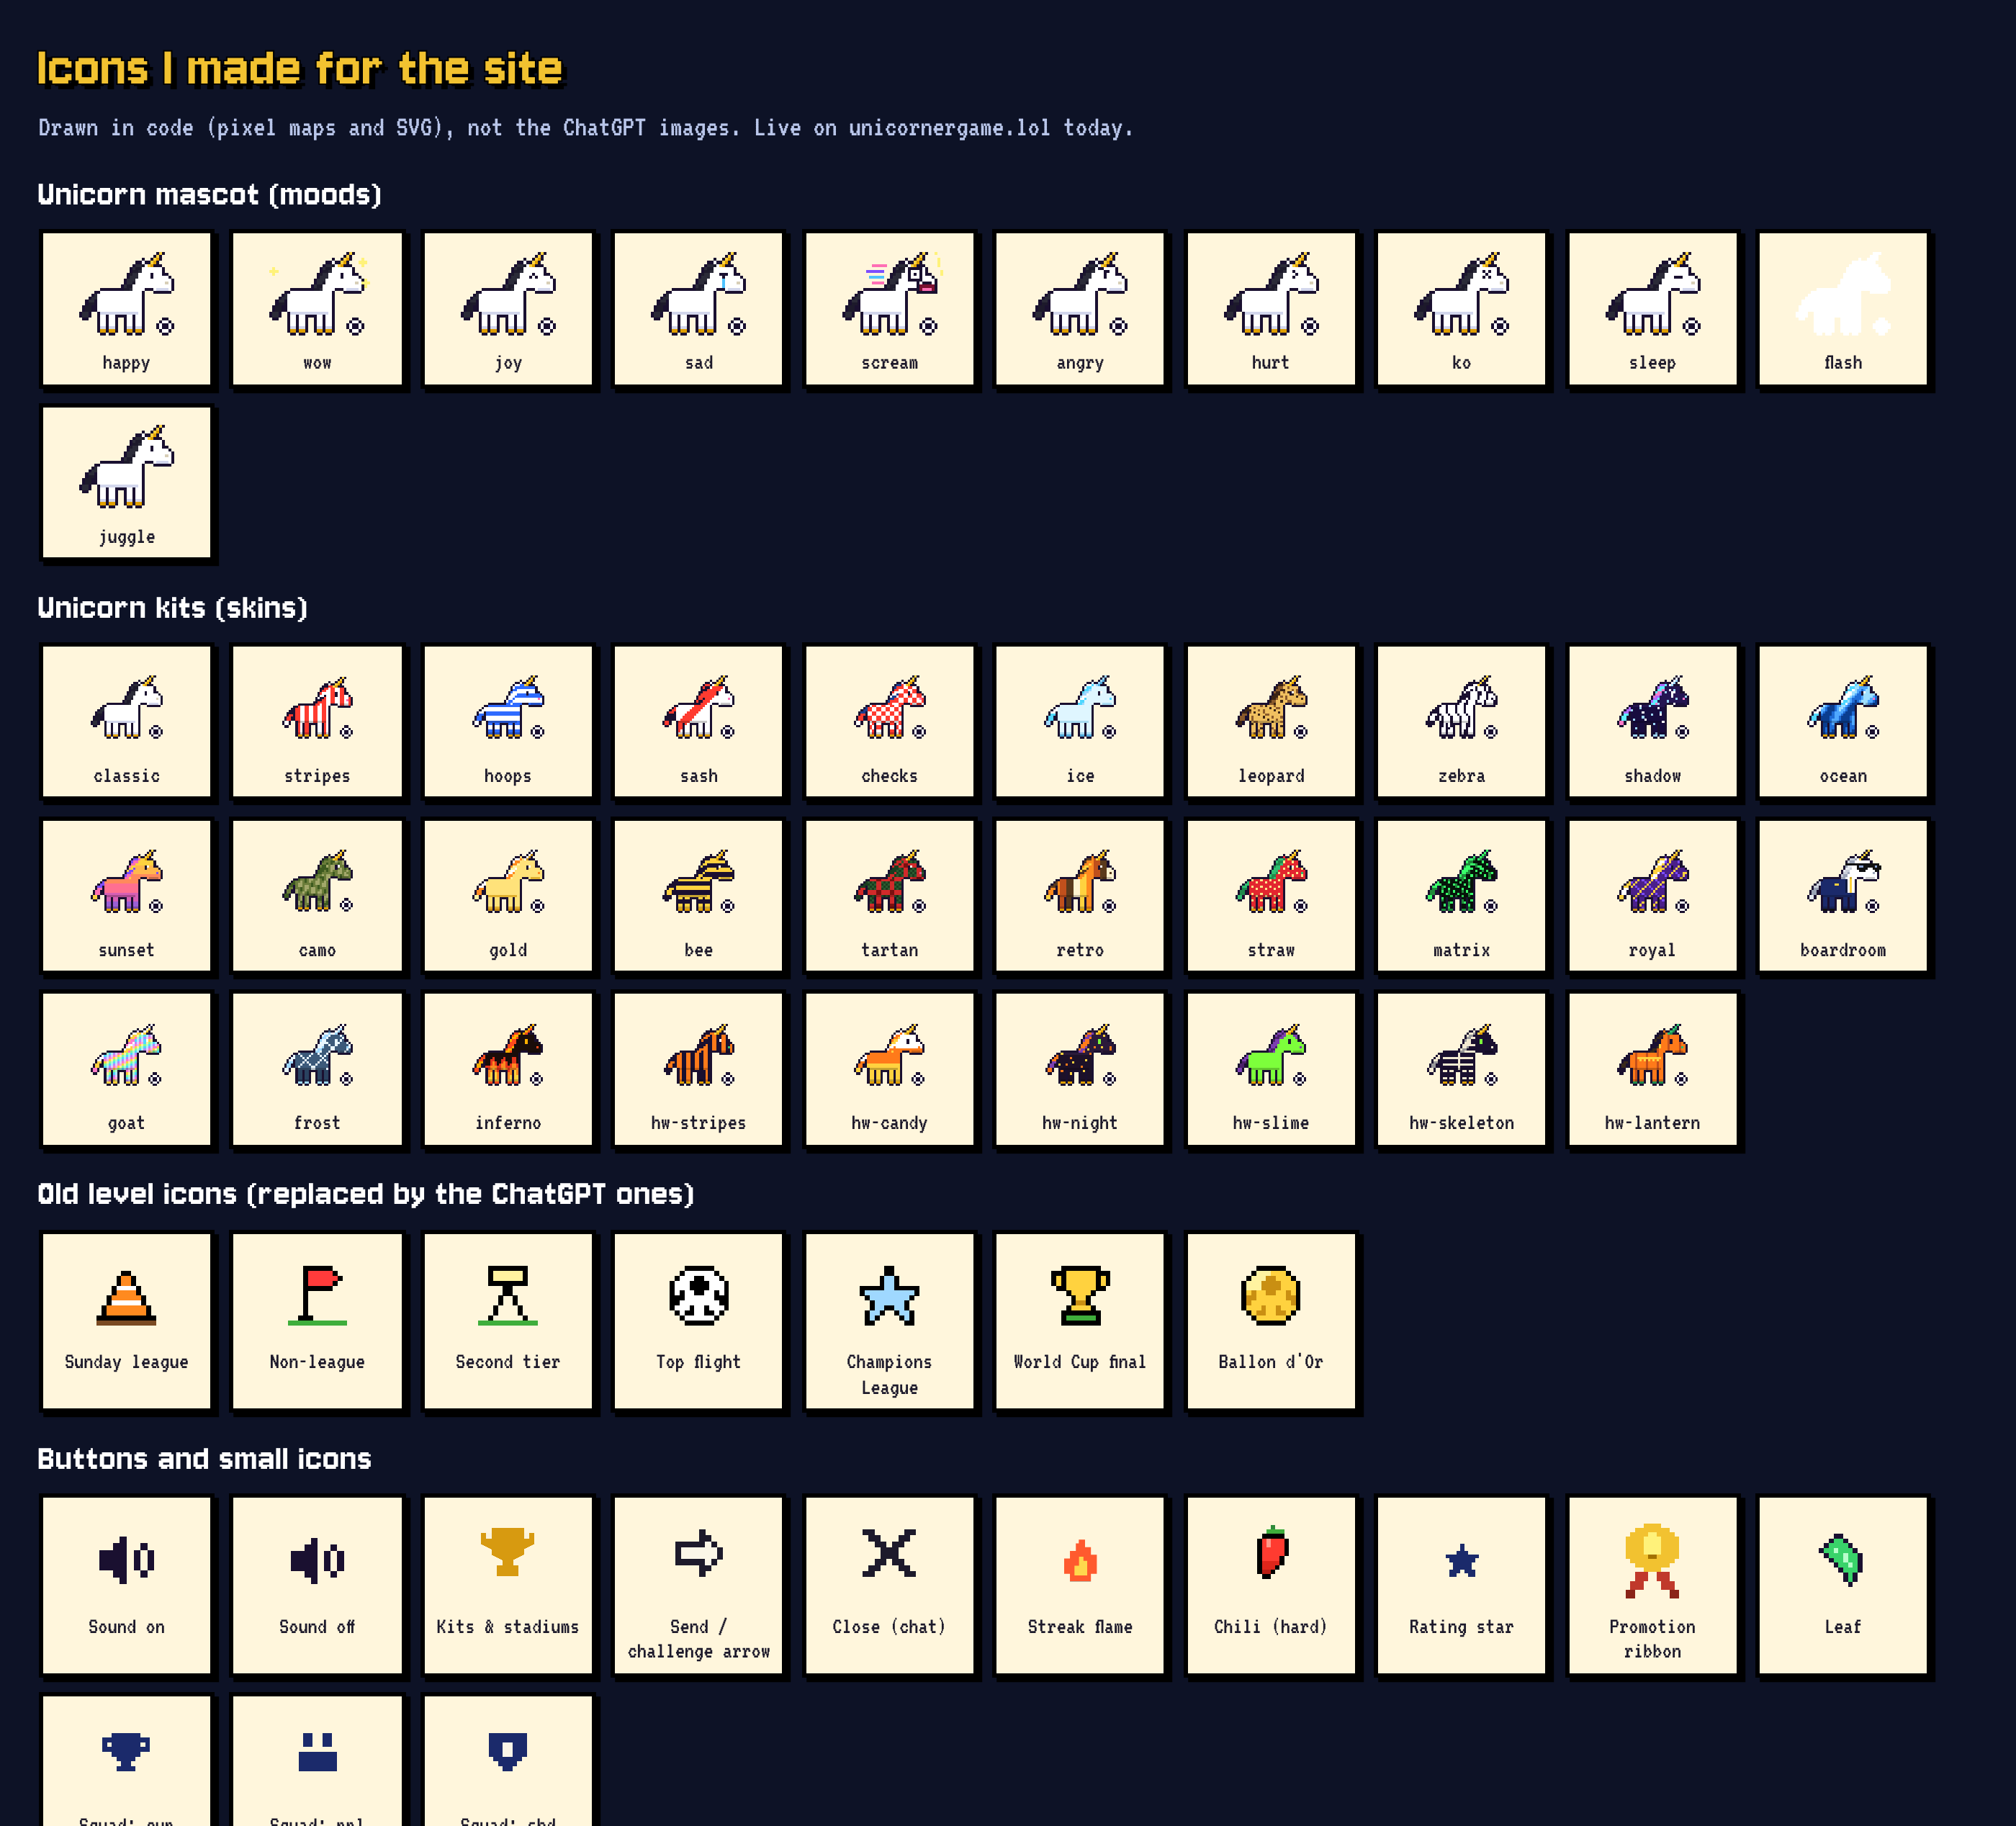 Icons I made for the site
Drawn in code (pixel maps and SVG), not the ChatGPT images. Live on unicornergame.lol today.
Unicorn mascot (moods)
happy
wow
joy
sad
scream
angry
hurt
ko
sleep
flash
juggle
Unicorn kits (skins)
classic
stripes
hoops
sash
checks
ice
leopard
zebra
shadow
ocean
sunset
camo
gold
bee
tartan
retro
straw
matrix
royal
boardroom
goat
frost
inferno
hw-stripes
hw-candy
hw-night
hw-slime
hw-skeleton
hw-lantern
Old level icons (replaced by the ChatGPT ones)
Sunday league
Non-league
Second tier
Top flight
Champions
League
World Cup final
Ballon d'Or
Buttons and small icons
Sound on
Sound off
Kits & stadiums
Send /
challenge arrow
Close (chat)
Streak flame
Chili (hard)
Rating star
Promotion
ribbon
Leaf
Squad:
Squad:
Squad: